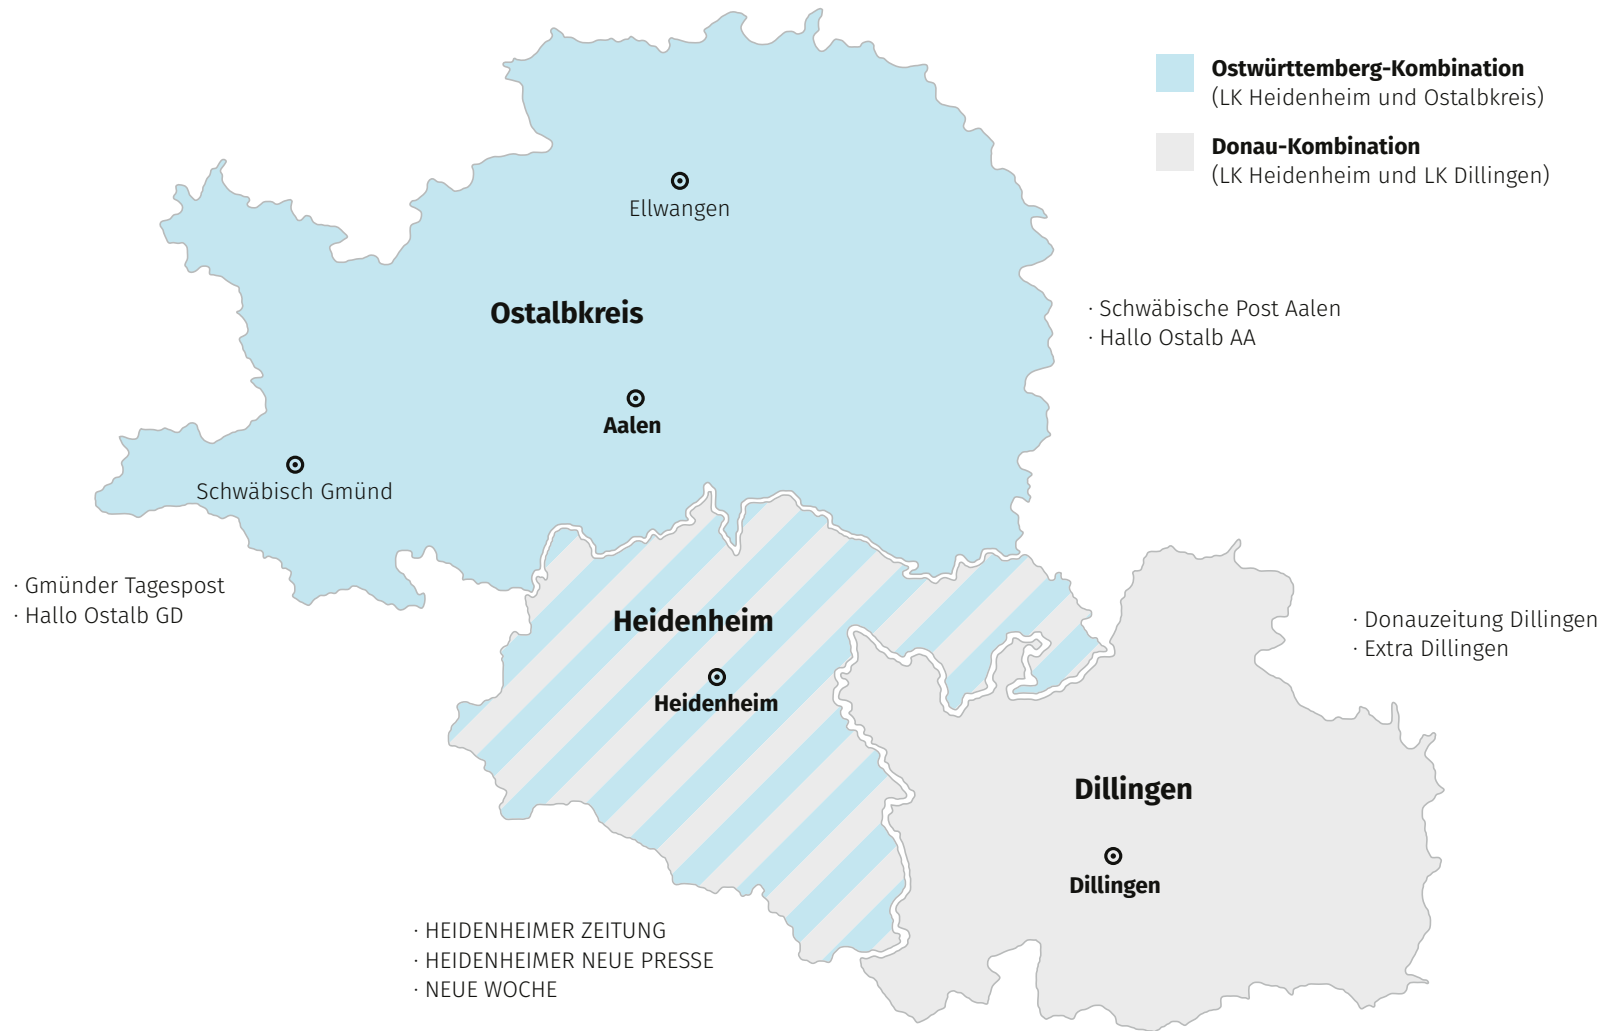 Ostwürttemberg-Kombination
(LK Heidenheim und Ostalbkreis)
Donau-Kombination
(LK Heidenheim und LK Dillingen)
Ellwangen
Ostalbkreis
· Schwäbische Post Aalen
· Hallo Ostalb AA
Aalen
Schwäbisch Gmünd
· Gmünder Tagespost
· Hallo Ostalb GD
Heidenheim
Heidenheim
· Donauzeitung Dillingen
· Extra Dillingen
Dillingen
Dillingen
· HEIDENHEIMER ZEITUNG
· HEIDENHEIMER NEUE PRESSE
· NEUE WOCHE